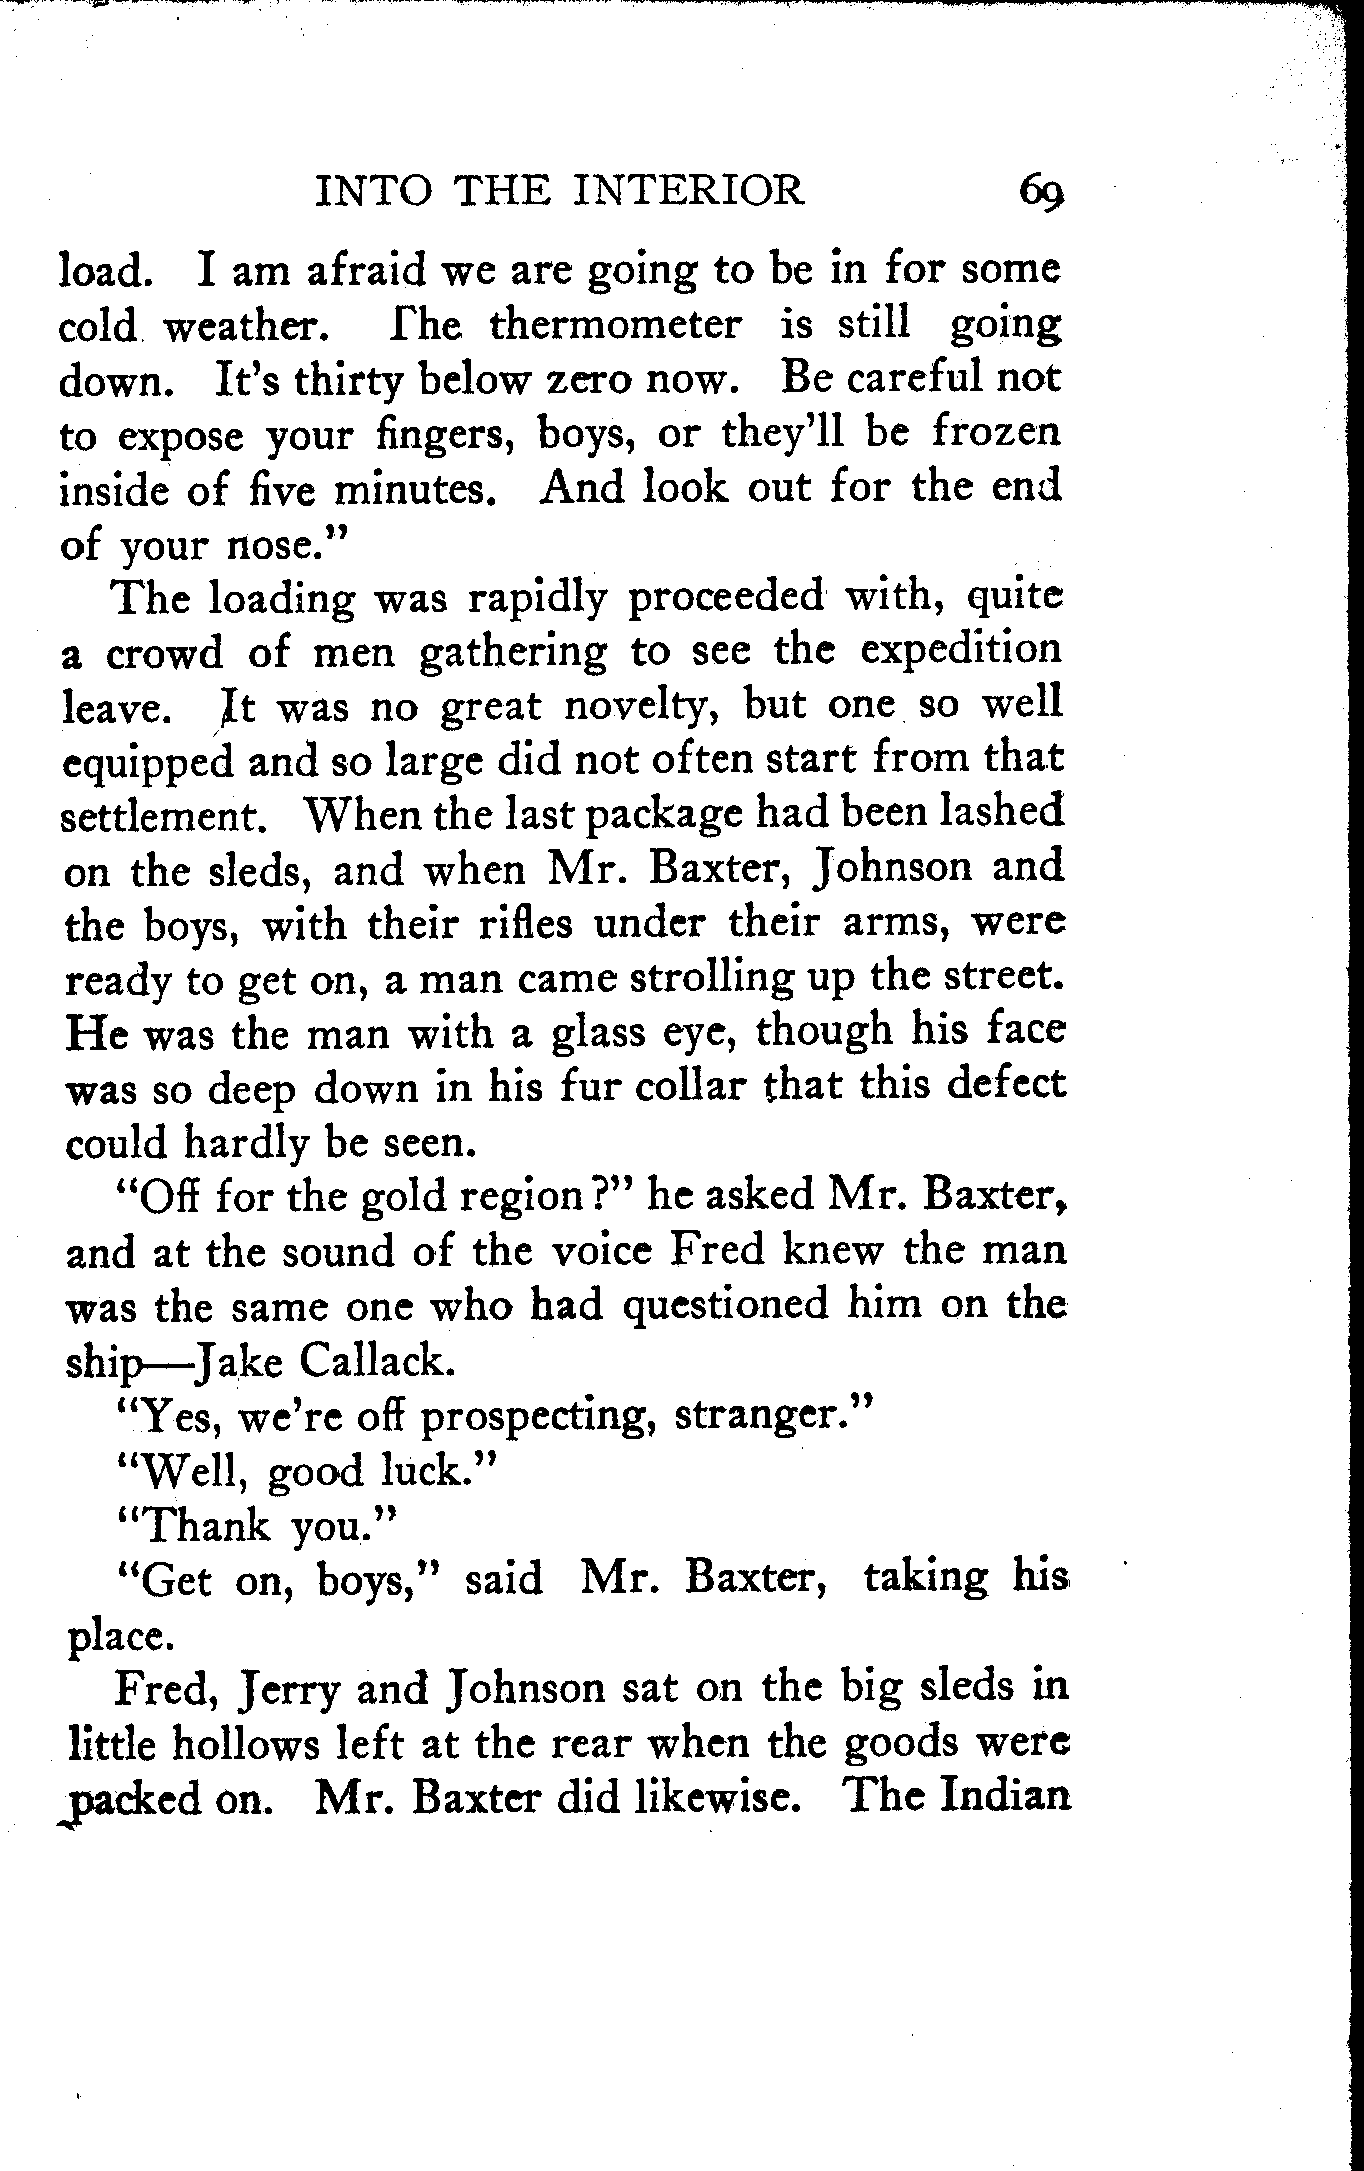 INTO THE INTERIOR 69
load. I am afraid we are going to be in for some
cold weather. The thermometer is still going
down. It's thirty below zero now. Be careful not
to expose your fingers, boys, or they'll be frozen
inside of five minutes. And look out for the end
of your nose."
The loading was rapidly proceeded with, quite
a crowd of men gathering to see the expedition
leave. It was no great novelty, but one so well
equipped and so large did not often start from that
settlement. When the last package had been lashed
on the sleds, and when Mr. Baxter, Johnson and
the boys, with their rifles under their arms, were
ready to get on, a man came strolling up the street.
He was the man with a glass eye, though his face
was so deep down in his fur collar that this defect
could hardly be seen.
"Off for the gold region?" he asked Mr. Baxter,
and at the sound of the voice Fred knew the man
was the same one who had questioned him on the
ship—Jake Callack.
"Yes, we're off prospecting, stranger."
"Well, good luck."
"Thank you."
"Get on, boys," said Mr. Baxter, taking his
place.
Fred, Jerry and Johnson sat on the big sleds in
little hollows left at the rear when the goods were
packed on. Mr. Baxter did likewise. The Indian